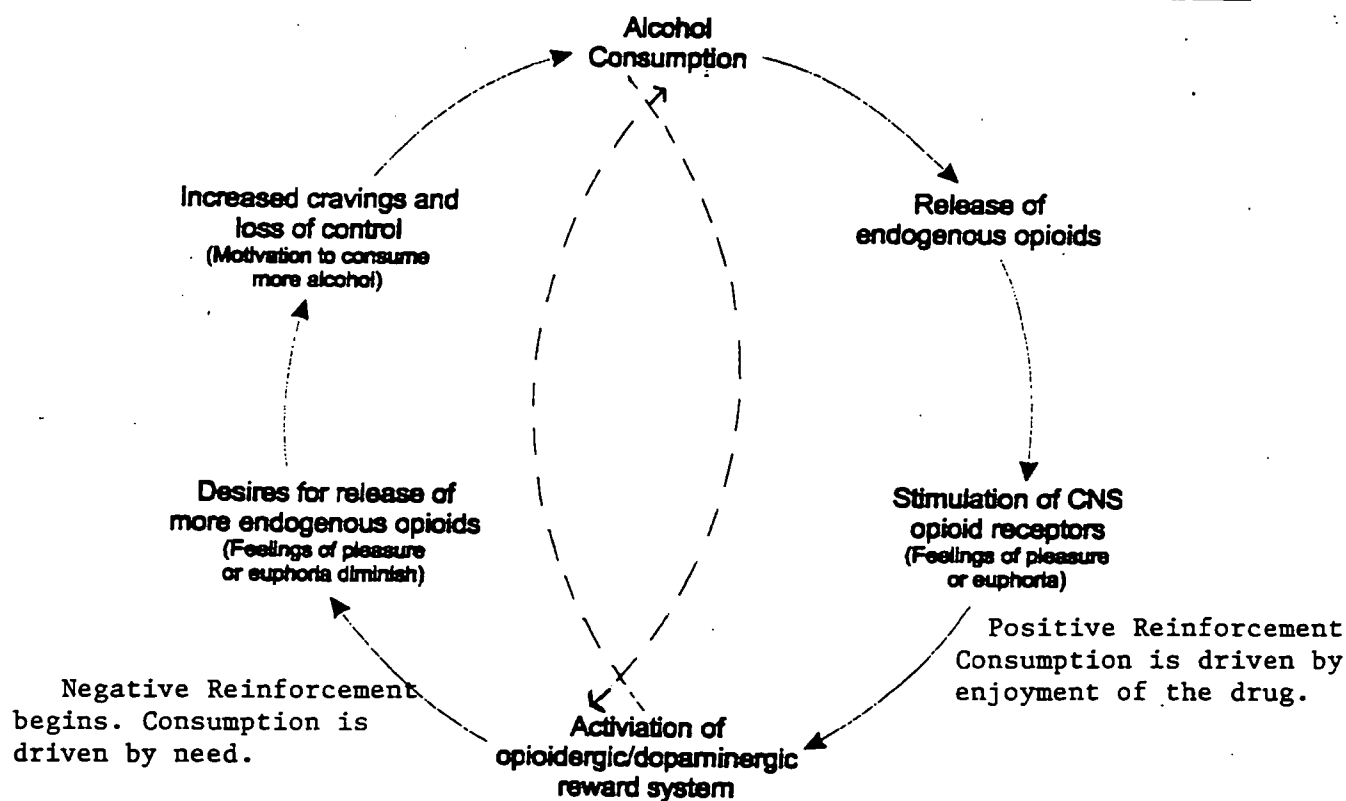 Alcohol
Consumption
Release of
endogenous opioids
Stimulation of CNS
opioid receptors
(Feelings of pleasure
or euphoria)
Positive Reinforcement
Consumption is driven by
enjoyment of the drug.
Activiation of
opioidergic/dopaminergic
reward system
Negative Reinforcement
begins. Consumption is
driven by need.
Desires for release of
more endogenous opioids
(Feelings of pleasure
or euphoria diminish)
Increased cravings and
loss of control
(Motivation to consume
more alcohol)